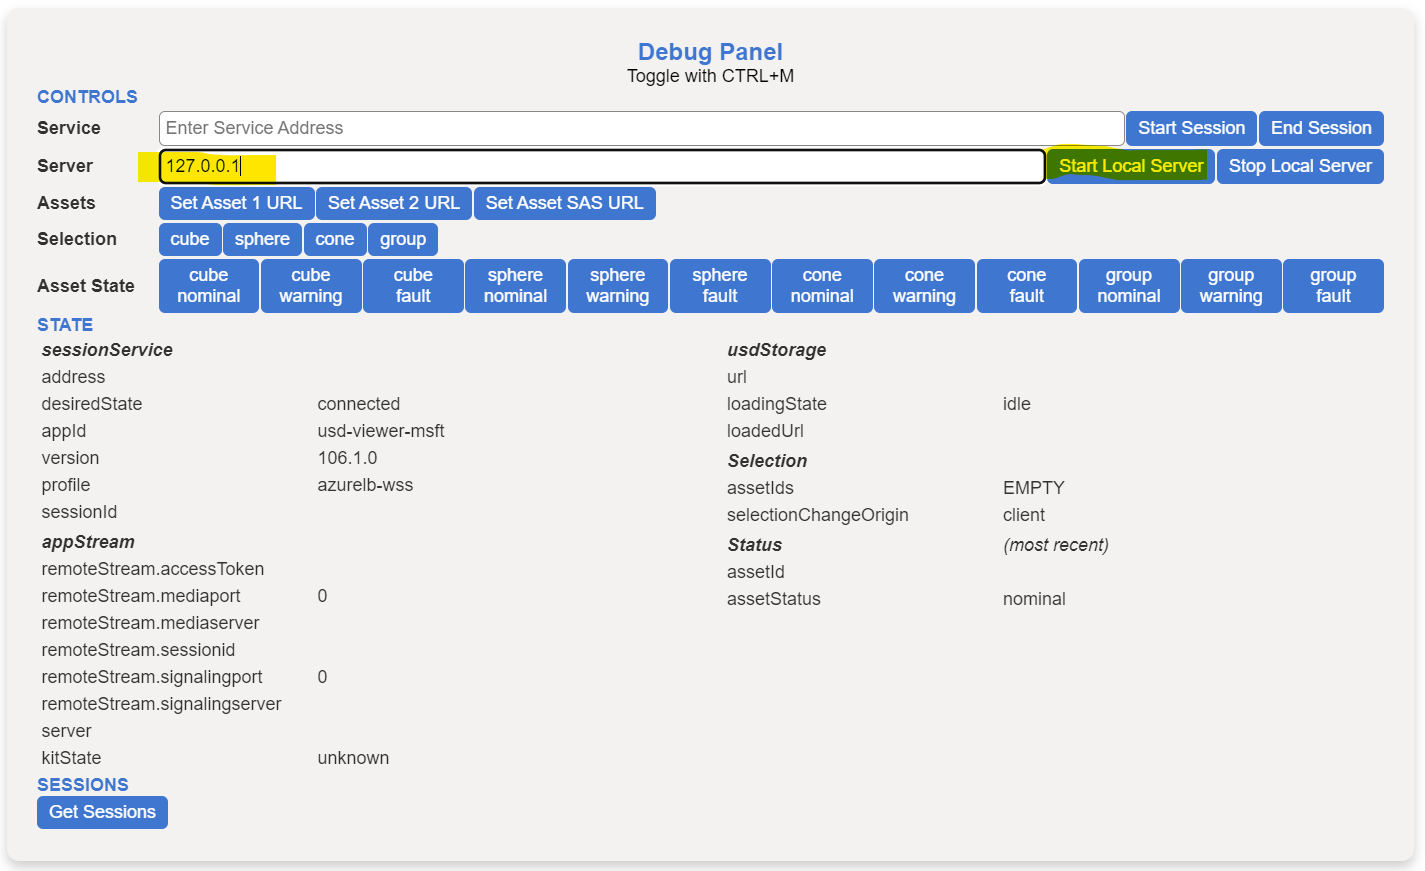 Debug Panel
Toggle with CTRL+M
CONTROLS
Service Enter Service Address Start Session End Session
Server 127.0.0.1 Start Local Server Stop Local Server
Assets Set Asset 1 URL Set Asset 2 URL Set Asset SAS URL
Selection cube sphere cone group
Asset State cube nominal cube warning cube fault sphere nominal sphere warning sphere fault cone nominal cone warning cone fault group nominal group warning group fault
STATE
sessionService
address
desiredState connected
appId usd-viewer-msft
version 106.1.0
profile azurelb-wss
sessionId
appStream
remoteStream.accessToken
remoteStream.mediaport 0
remoteStream.mediaserver
remoteStream.sessionid
remoteStream.signalingport 0
remoteStream.signalingserver
server
kitState unknown
usdStorage
url
loadingState idle
loadedUrl
Selection
assetIds EMPTY
selectionChangeOrigin client
Status (most recent)
assetId
assetStatus nominal
SESSIONS
Get Sessions